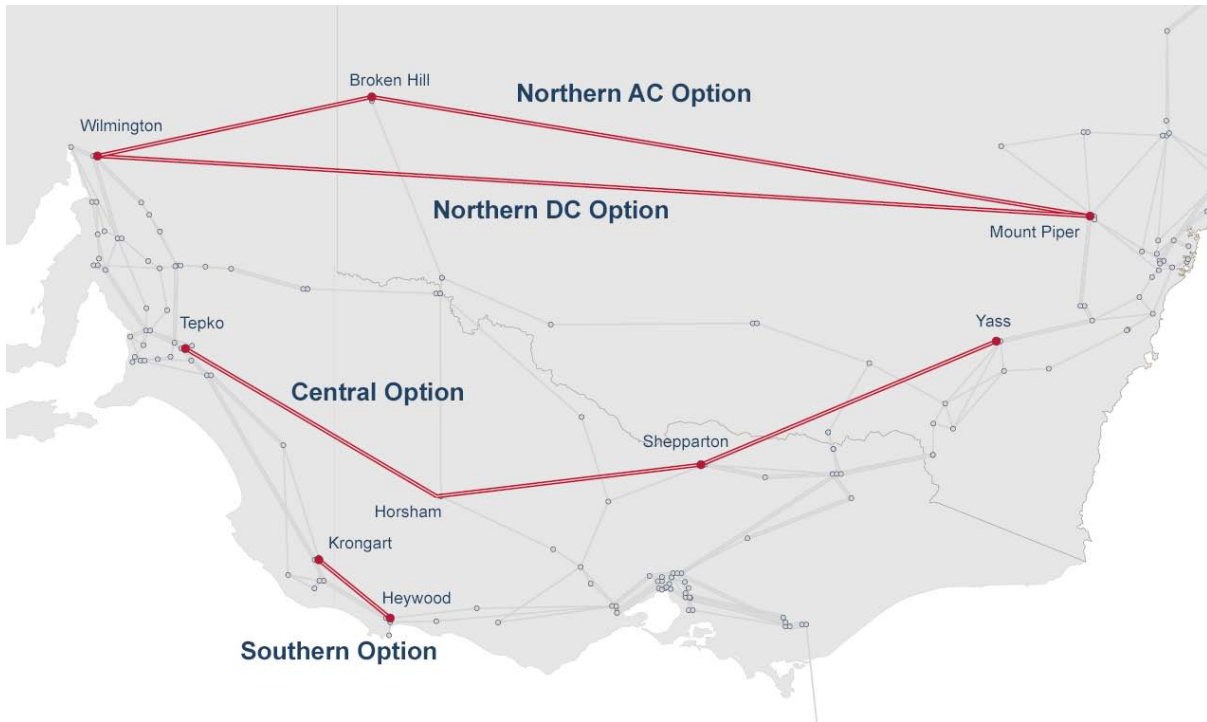 Broken Hill
Northern AC Option
Wilmington
Northern DC Option
Mount Piper
Tepko
Yass
Central Option
Shepparton
Horsham
Krongart
Heywood
Southern Option